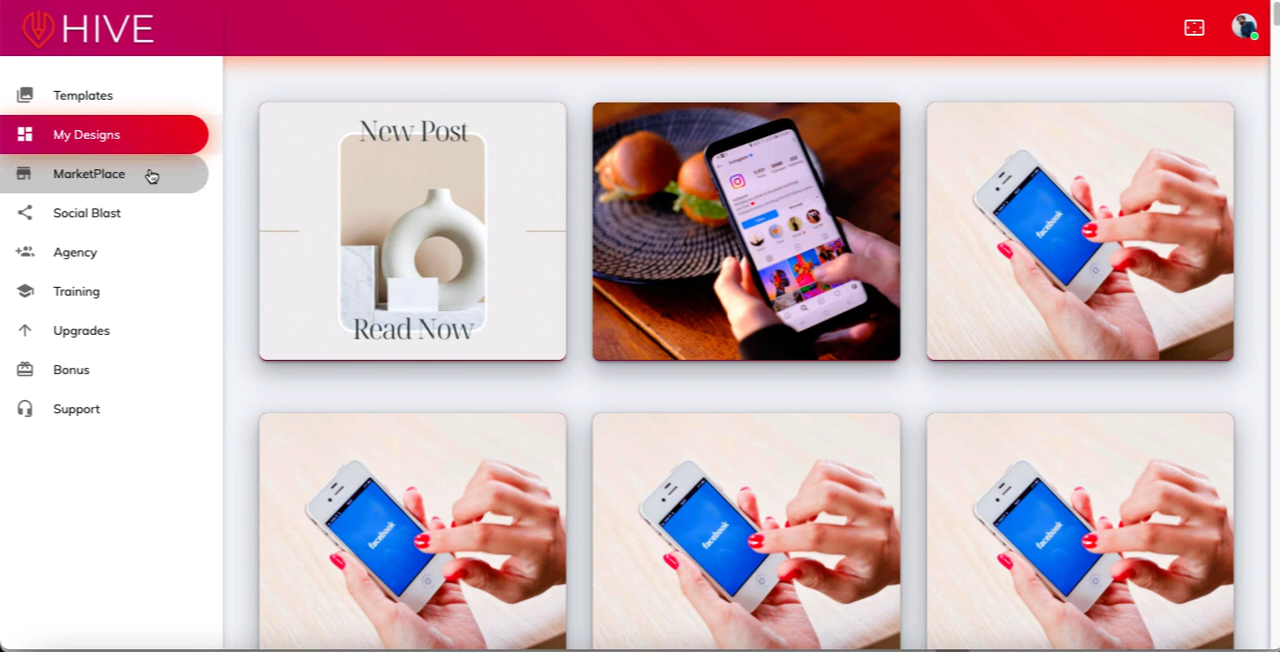 HIVE
Templates
My Designs
MarketPlace
Social Blast
Agency
Training
Upgrades
Bonus
Support
New Post
Read Now
Instagram
facebook
facebook
facebook
facebook